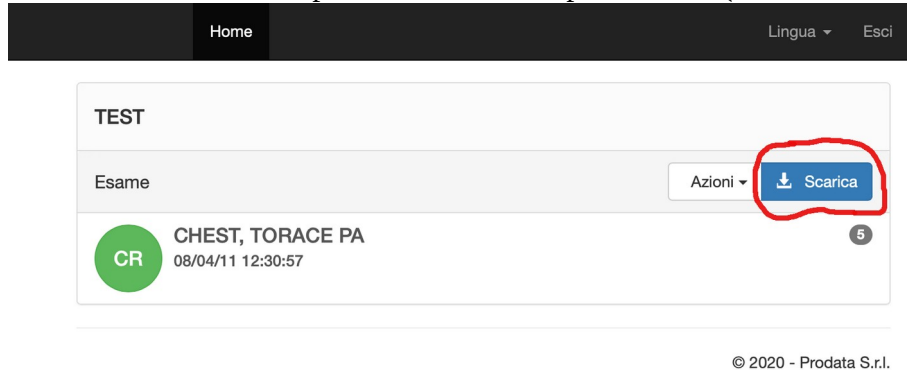 Home Lingua Esci
TEST
Esame Azioni Scarica
CR CHEST, TORACE PA 5
08/04/11 12:30:57
© 2020 - Prodata S.r.l.